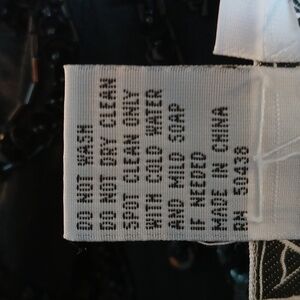 DO NOT WASH
DO NOT DRY CLEAN
SPOT CLEAN ONLY
WITH COLD WATER
AND MILD SOAP
IF NEEDED
MADE IN CHINA
RN 50438